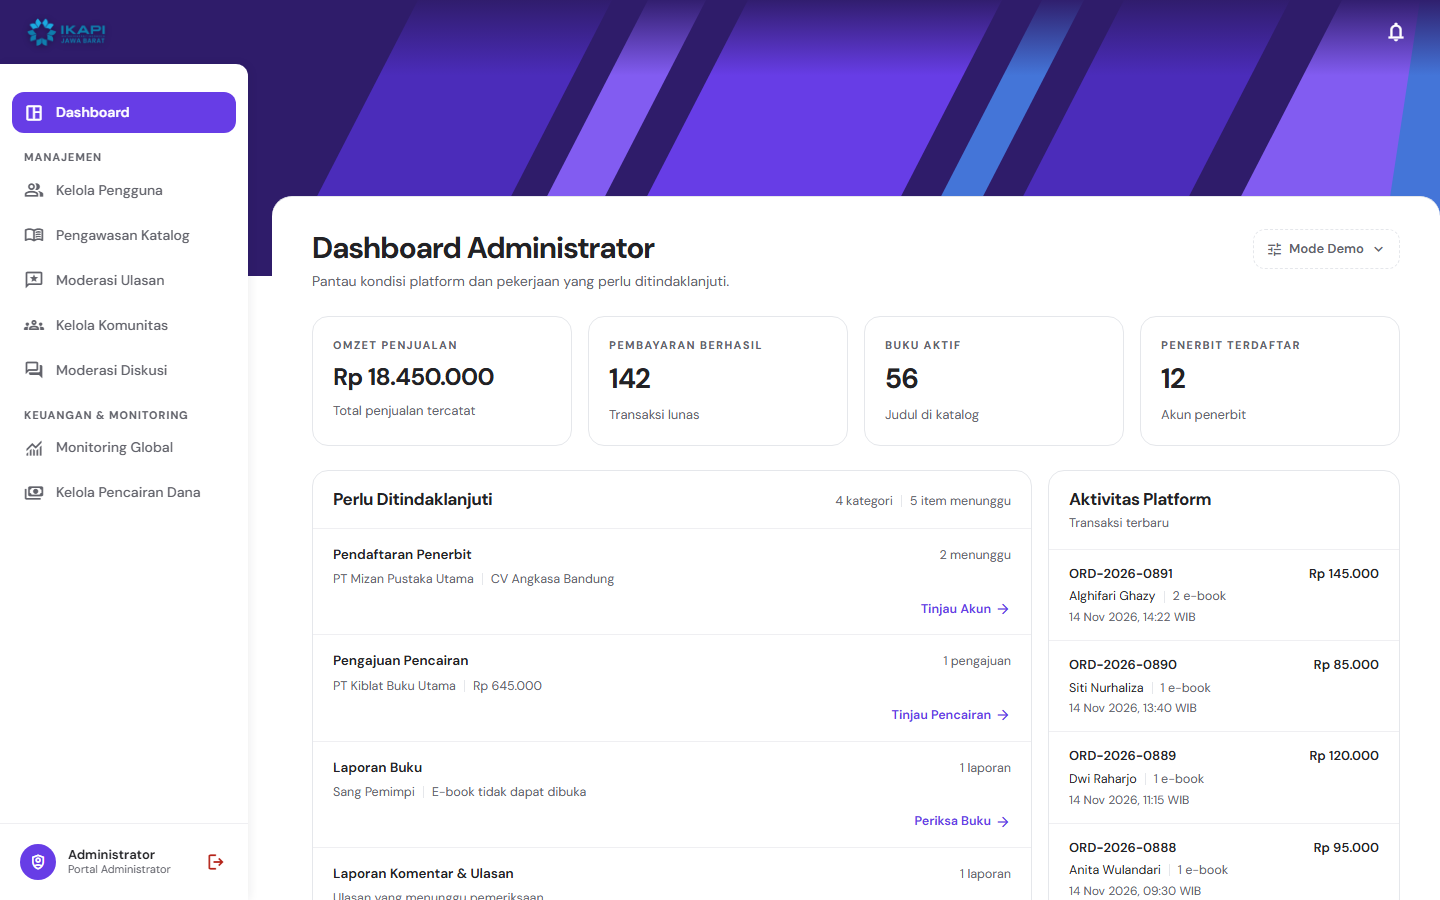 IKAPI
JAWA BARAT
Dashboard
MANAJEMEN
Kelola Pengguna
Pengawasan Katalog
Moderasi Ulasan
Kelola Komunitas
Moderasi Diskusi
KEUANGAN & MONITORING
Monitoring Global
Kelola Pencairan Dana
Administrator
Portal Administrator
Dashboard Administrator
Pantau kondisi platform dan pekerjaan yang perlu ditindaklanjuti.
Mode Demo
OMZET PENJUALAN
Rp 18.450.000
Total penjualan tercatat
PEMBAYARAN BERHASIL
142
Transaksi lunas
BUKU AKTIF
56
Judul di katalog
PENERBIT TERDAFTAR
12
Akun penerbit
Perlu Ditindaklanjuti
4 kategori | 5 item menunggu
Pendaftaran Penerbit
2 menunggu
PT Mizan Pustaka Utama | CV Angkasa Bandung
Tinjau Akun →
Pengajuan Pencairan
1 pengajuan
PT Kiblat Buku Utama | Rp 645.000
Tinjau Pencairan →
Laporan Buku
1 laporan
Sang Pemimpi | E-book tidak dapat dibuka
Periksa Buku →
Laporan Komentar & Ulasan
1 laporan
Ulasan yang menunggu pemeriksaan
Aktivitas Platform
Transaksi terbaru
ORD-2026-0891
Rp 145.000
Alghifari Ghazy | 2 e-book
14 Nov 2026, 14:22 WIB
ORD-2026-0890
Rp 85.000
Siti Nurhaliza | 1 e-book
14 Nov 2026, 13:40 WIB
ORD-2026-0889
Rp 120.000
Dwi Raharjo | 1 e-book
14 Nov 2026, 11:15 WIB
ORD-2026-0888
Rp 95.000
Anita Wulandari | 1 e-book
14 Nov 2026, 09:30 WIB